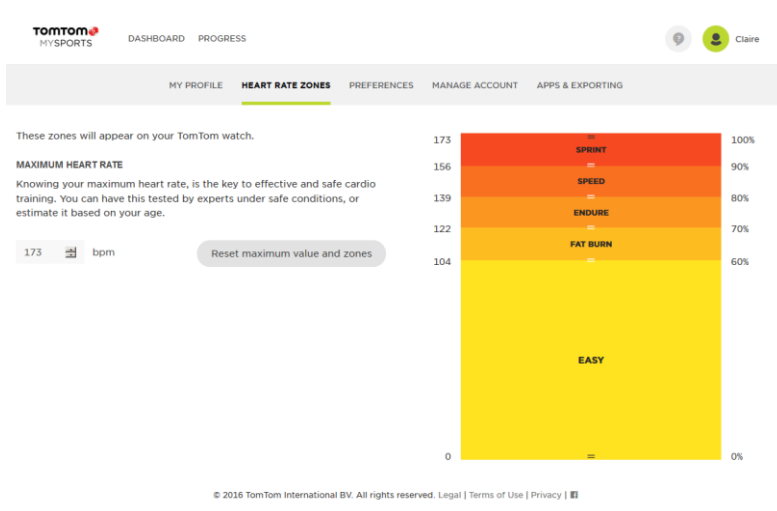 TOMTOM
MYSPORTS
DASHBOARD PROGRESS
Claire
MY PROFILE HEART RATE ZONES PREFERENCES MANAGE ACCOUNT APPS & EXPORTING
These zones will appear on your TomTom watch.
MAXIMUM HEART RATE
Knowing your maximum heart rate, is the key to effective and safe cardio
training. You can have this tested by experts under safe conditions, or
estimate it based on your age.
173 bpm
Reset maximum value and zones
173 100%
SPRINT
156 90%
SPEED
139 80%
ENDURE
122 70%
FAT BURN
104 60%
EASY
0 0%
© 2016 TomTom International BV. All rights reserved. Legal | Terms of Use | Privacy |